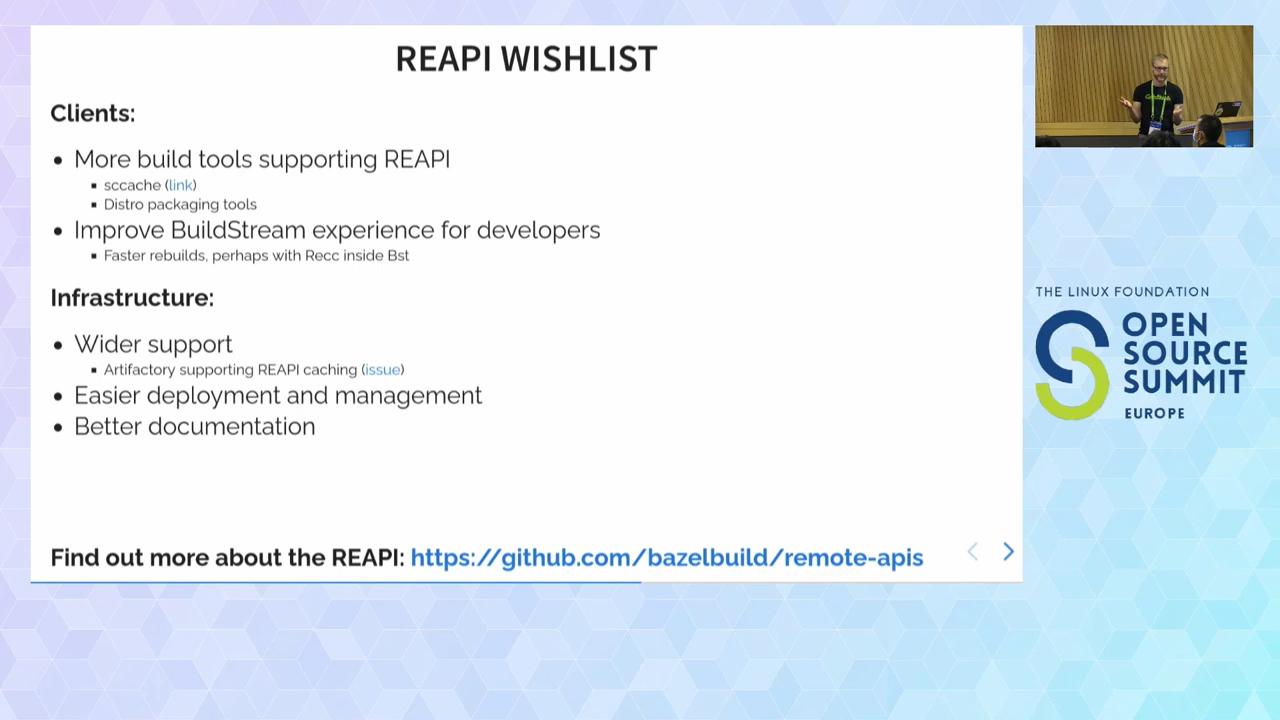 REAPI WISHLIST
Clients:
• More build tools supporting REAPI
▪ sccache (link)
▪ Distro packaging tools
• Improve BuildStream experience for developers
▪ Faster rebuilds, perhaps with Recc inside Bst
Infrastructure:
• Wider support
▪ Artifactory supporting REAPI caching (issue)
• Easier deployment and management
• Better documentation
Find out more about the REAPI: https://github.com/bazelbuild/remote-apis
THE LINUX FOUNDATION
OPEN
SOURCE
SUMMIT
EUROPE